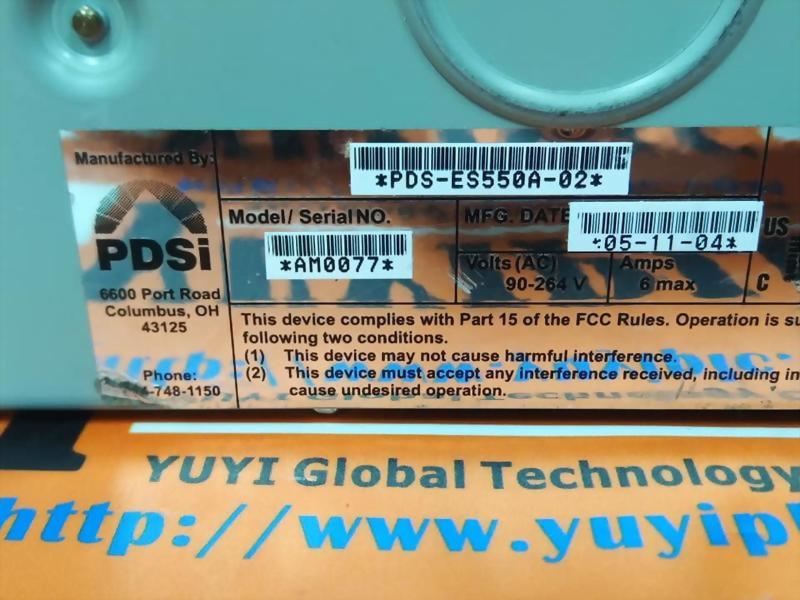 Manufactured By:
*PDS-ES550A-02*
Model/ Serial NO.
MFG. DATE
*05-11-04*
US
PDSi
*AM0077*
Volts (AC)
90-264 V
Amps
6 max
C
6600 Port Road
Columbus, OH
43125
This device complies with Part 15 of the FCC Rules. Operation is su
following two conditions.
(1) This device may not cause harmful interference.
(2) This device must accept any interference received, including in
cause undesired operation.
Phone:
-748-1150
YUYI Global Technology
http://www.yuyipl